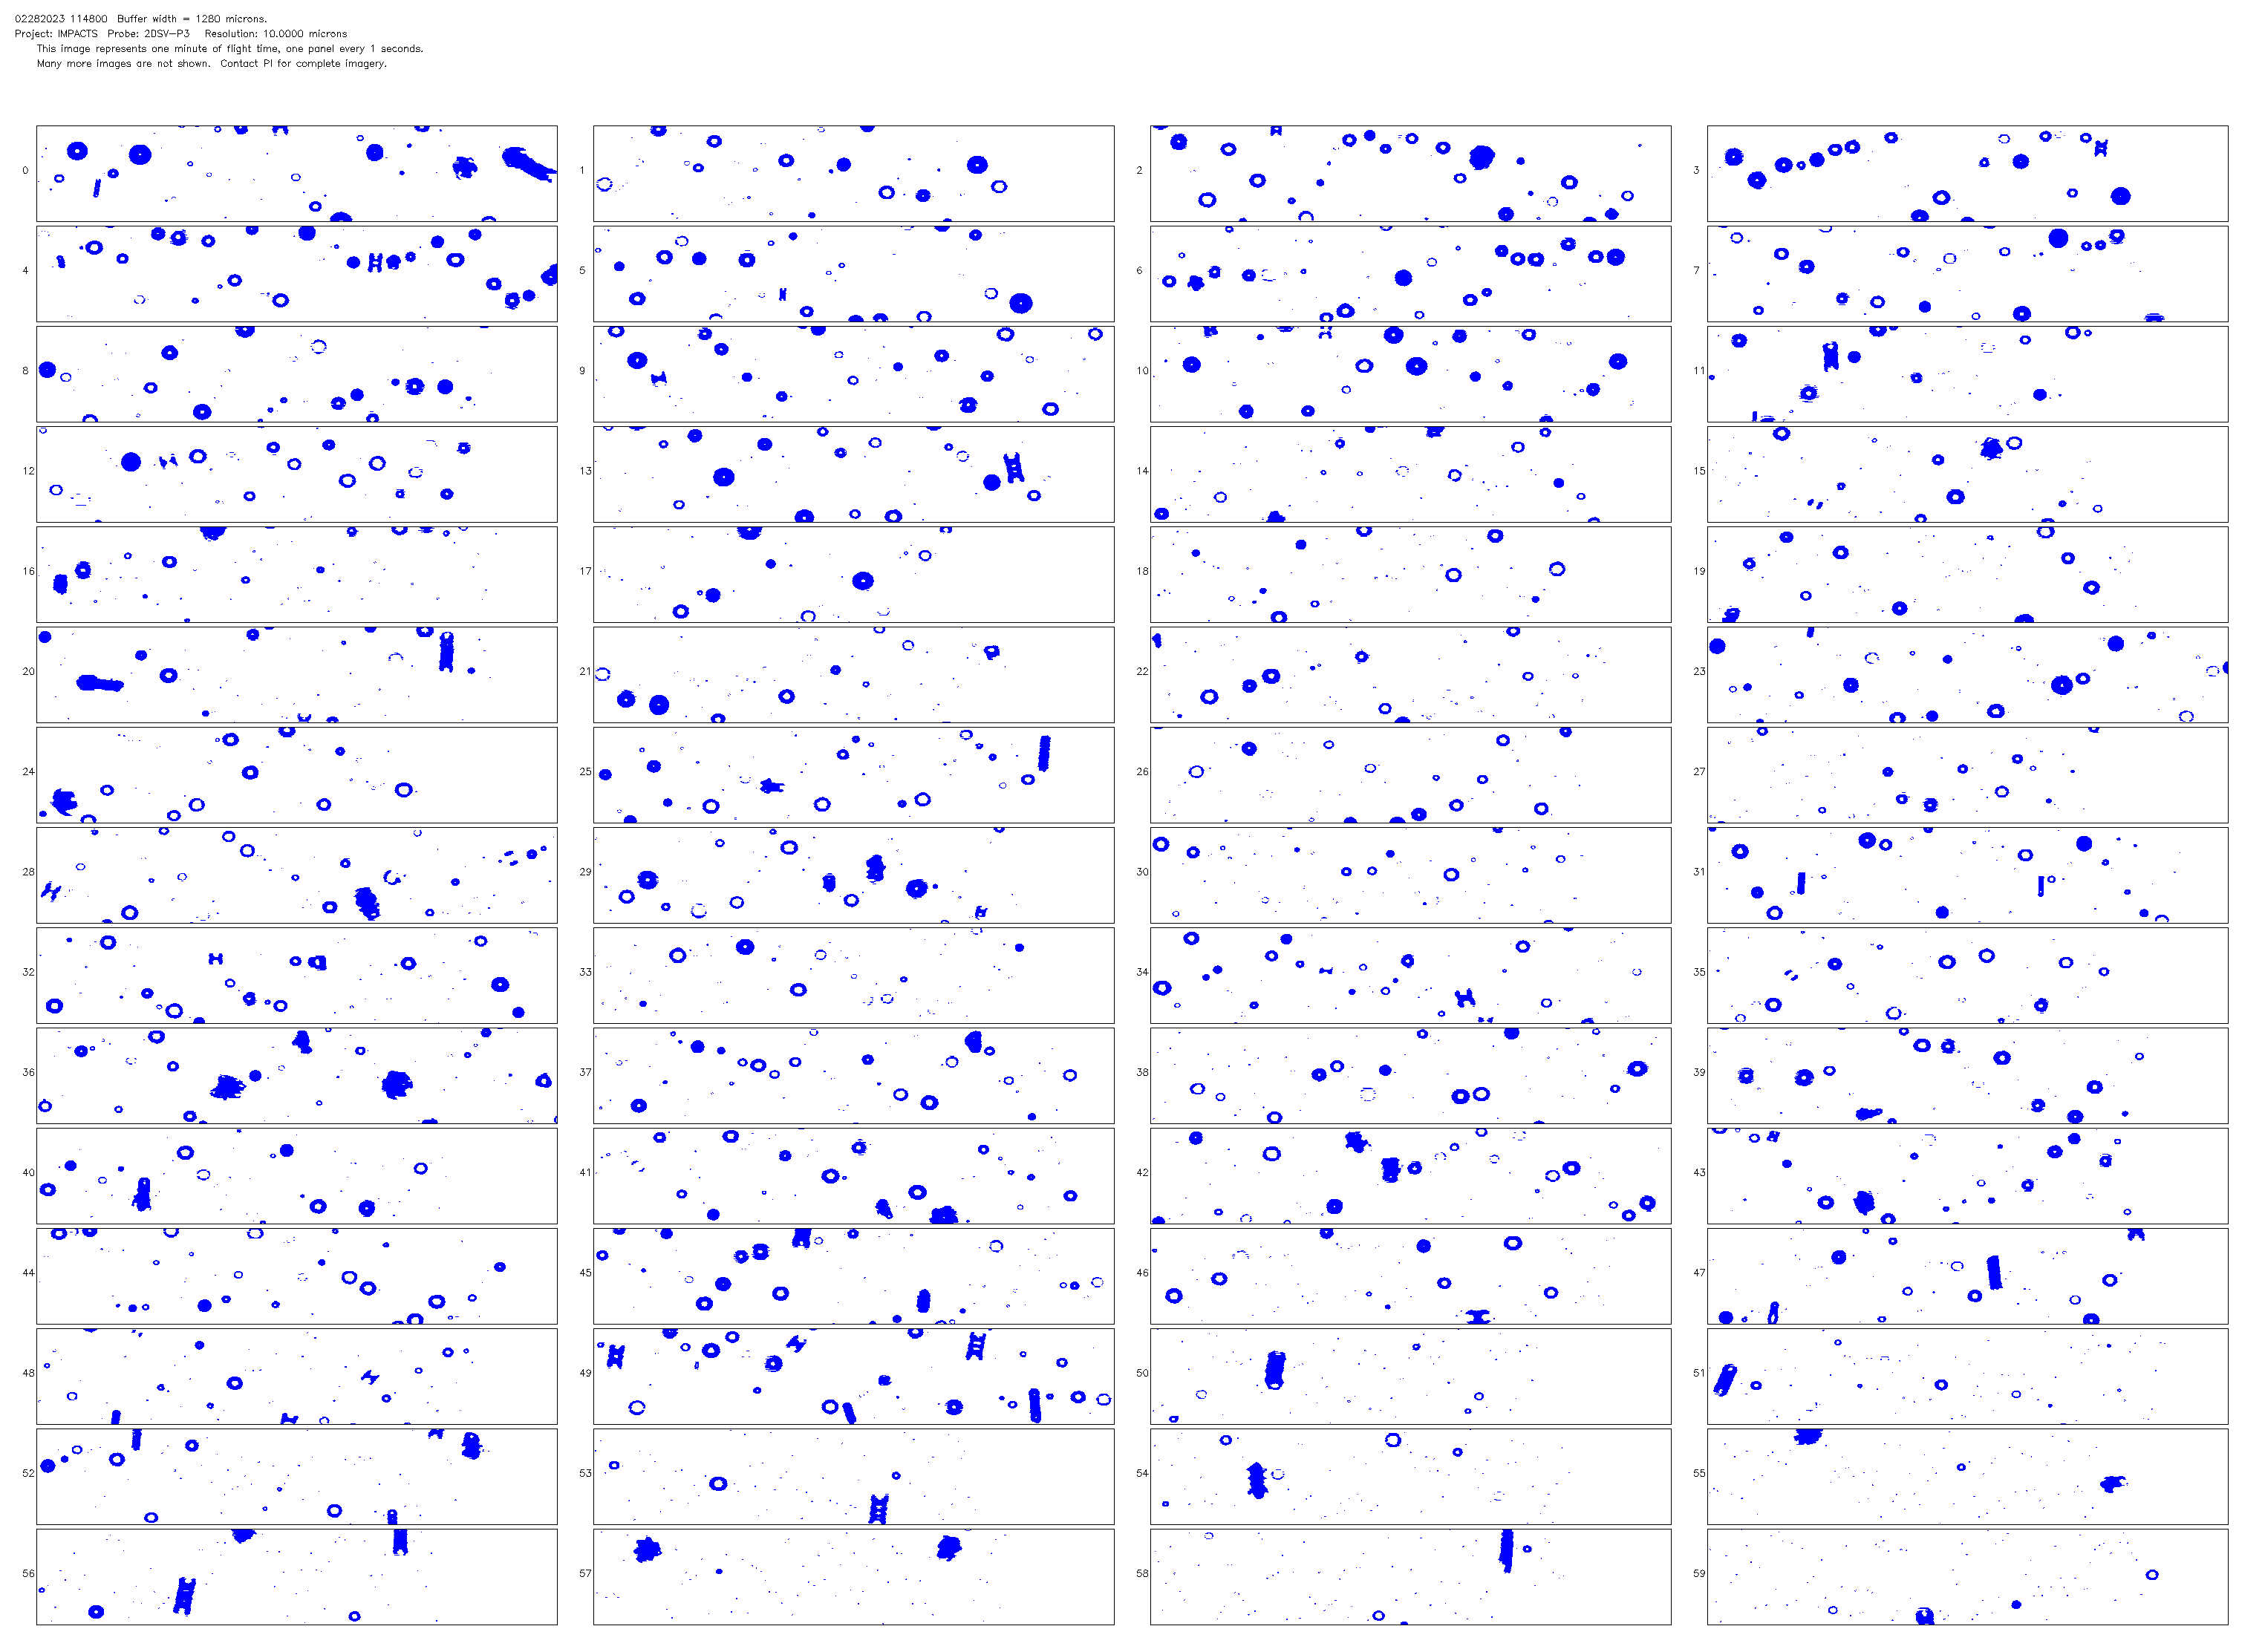 02282023 114800 Buffer width = 1280 microns.
Project: IMPACTS Probe: 2DSV-P3 Resolution: 10.0000 microns
This image represents one minute of flight time, one panel every 1 seconds.
Many more images are not shown. Contact PI for complete imagery.
0 1 2 3
4 5 6 7
8 9 10 11
12 13 14 15
16 17 18 19
20 21 22 23
24 25 26 27
28 29 30 31
32 33 34 35
36 37 38 39
40 41 42 43
44 45 46 47
48 49 50 51
52 53 54 55
56 57 58 59